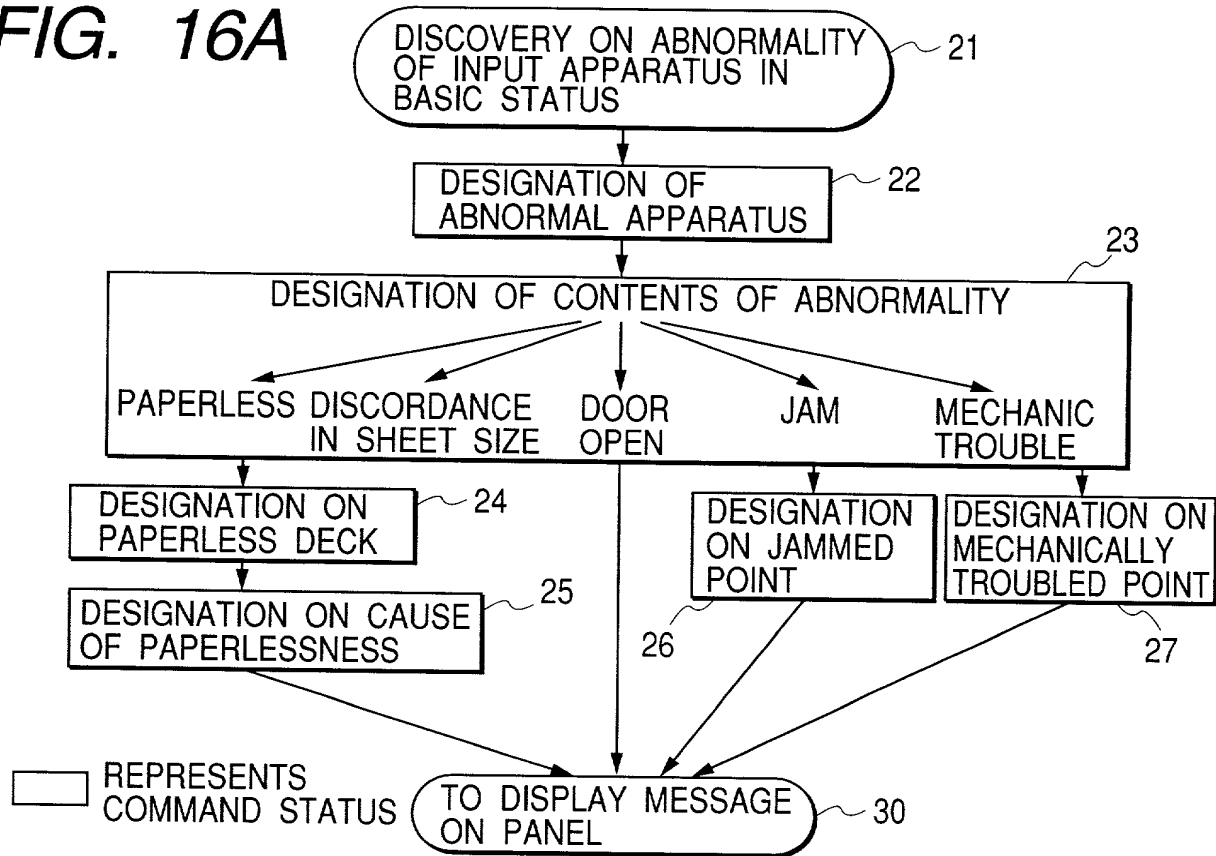 FIG. 16A
DISCOVERY ON ABNORMALITY
OF INPUT APPARATUS IN
BASIC STATUS
21
DESIGNATION OF
ABNORMAL APPARATUS
22
23
DESIGNATION OF CONTENTS OF ABNORMALITY
PAPERLESS
DISCORDANCE
IN SHEET SIZE
DOOR
OPEN
JAM
MECHANIC
TROUBLE
DESIGNATION ON
PAPERLESS DECK
24
DESIGNATION ON CAUSE
OF PAPERLESSNESS
25
DESIGNATION
ON JAMMED
POINT
26
DESIGNATION ON
MECHANICALLY
TROUBLED POINT
27
REPRESENTS
COMMAND STATUS
TO DISPLAY MESSAGE
ON PANEL
30